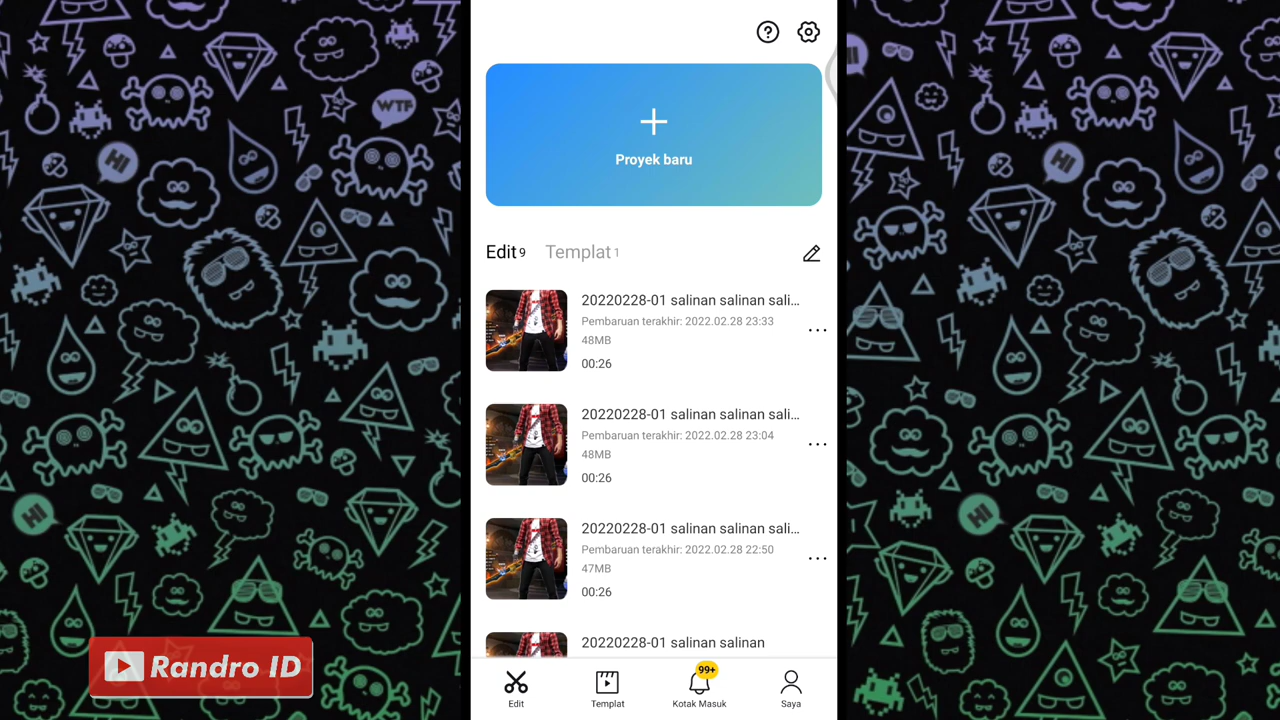 Proyek baru
Edit 9 Templat 1
20220228-01 salinan salinan sali...
Pembaruan terakhir: 2022.02.28 23:33
48MB
00:26
20220228-01 salinan salinan sali...
Pembaruan terakhir: 2022.02.28 23:04
48MB
00:26
20220228-01 salinan salinan sali...
Pembaruan terakhir: 2022.02.28 22:50
47MB
00:26
20220228-01 salinan salinan
99+
Edit Templat Kotak Masuk Saya
WTF
HI
HI
HI
HI
Randro ID